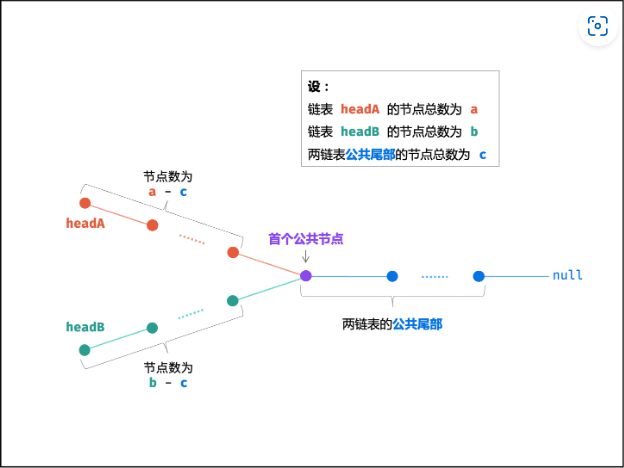 设：
链表 headA 的节点总数为 a
链表 headB 的节点总数为 b
两链表公共尾部的节点总数为 c
节点数为
a - c
headA
首个公共节点
null
headB
两链表的公共尾部
节点数为
b - c